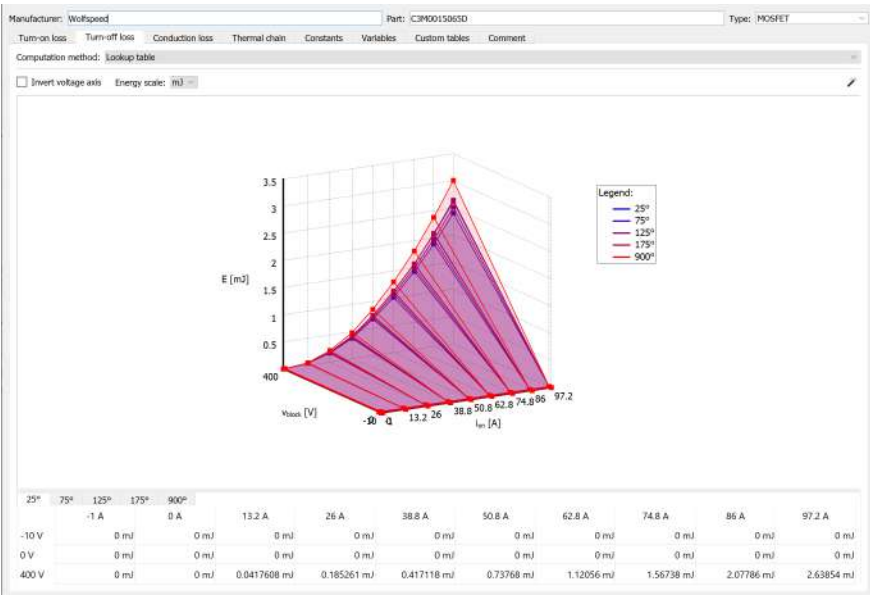 Manufacturer: Wolfspeed Part: C3M0015065D Type: MOSFET
Turn-on loss Turn-off loss Conduction loss Thermal chain Constants Variables Custom tables Comment
Computation method: Lookup table
Invert voltage axis Energy scale: mJ
3.5
3
2.5
2
1.5
1
0.5
E [mJ]
400
vblock [V]
-10 0 -1 13.2 26 38.8 50.8 62.8 74.8 86 97.2
ion [A]
Legend:
25°
75°
125°
175°
900°
25° 75° 125° 175° 900°
-1 A 0 A 13.2 A 26 A 38.8 A 50.8 A 62.8 A 74.8 A 86 A 97.2 A
-10 V 0 mJ 0 mJ 0 mJ 0 mJ 0 mJ 0 mJ 0 mJ 0 mJ 0 mJ 0 mJ
0 V 0 mJ 0 mJ 0 mJ 0 mJ 0 mJ 0 mJ 0 mJ 0 mJ 0 mJ 0 mJ
400 V 0 mJ 0 mJ 0.0417608 mJ 0.185261 mJ 0.417118 mJ 0.73768 mJ 1.12056 mJ 1.56738 mJ 2.07786 mJ 2.63854 mJ